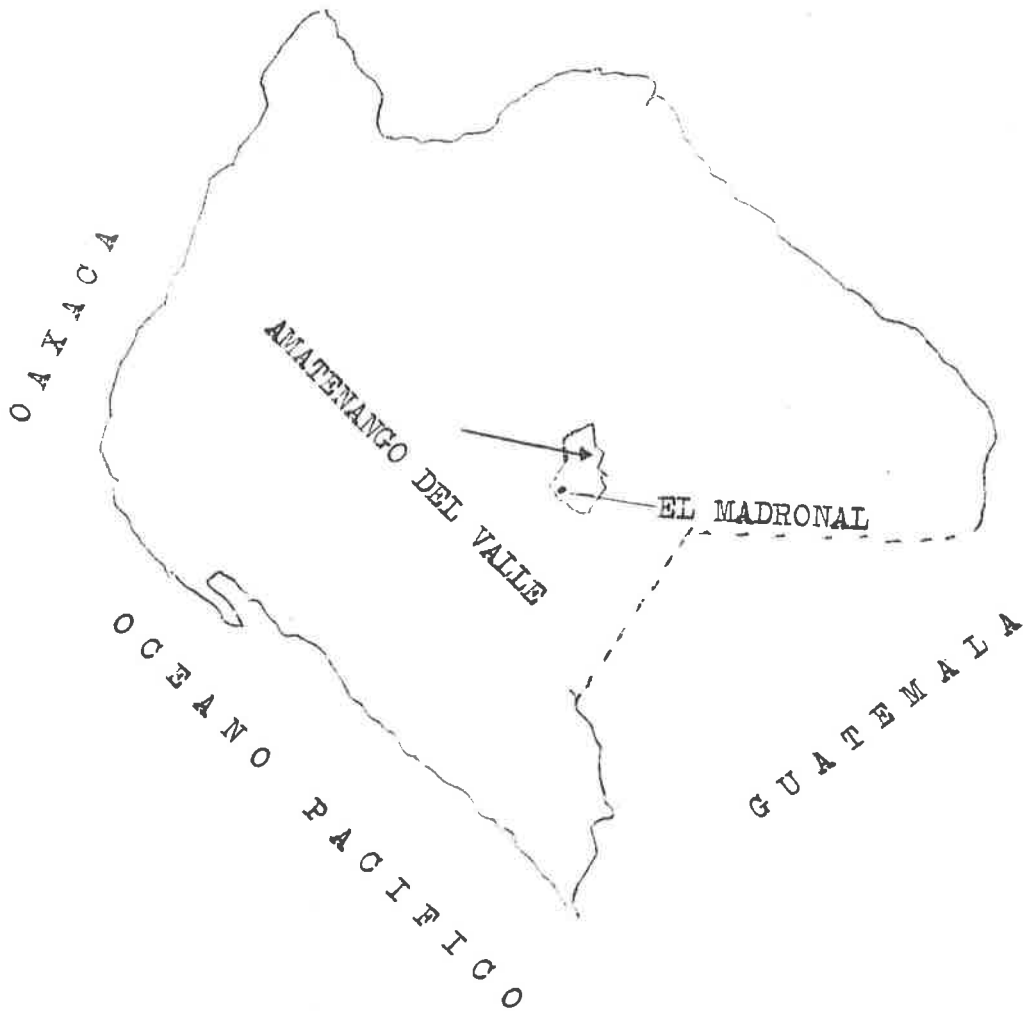 OAXACA
AMATENANGO DEL VALLE
EL MADRONAL
OCEANO PACIFICO
GUATEMALA